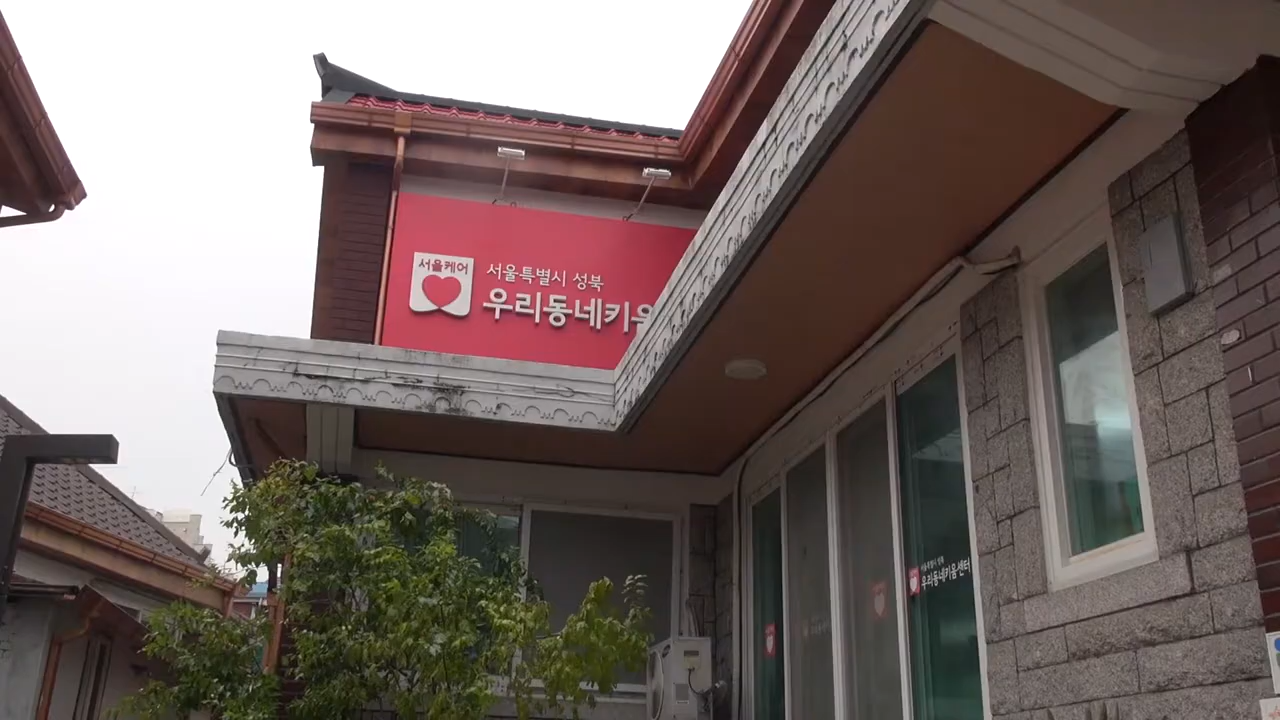 서울케어
서울특별시 성북
우리동네키움
서울특별시 성북
우리동네키움센터